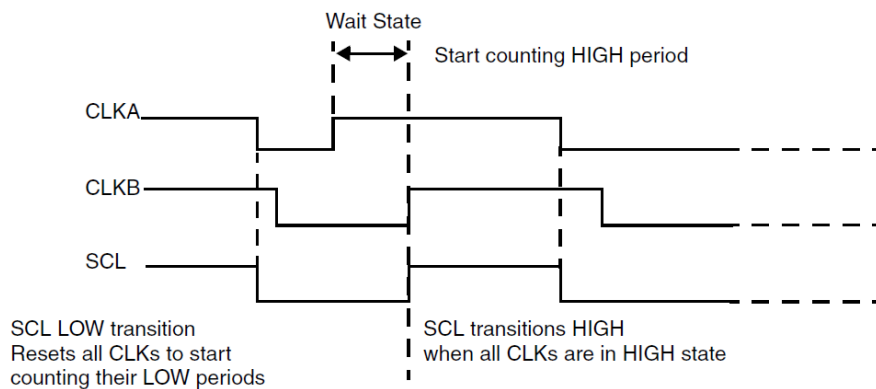 Wait State
Start counting HIGH period
CLKA
CLKB
SCL
SCL LOW transition
Resets all CLKs to start
counting their LOW periods
SCL transitions HIGH
when all CLKs are in HIGH state